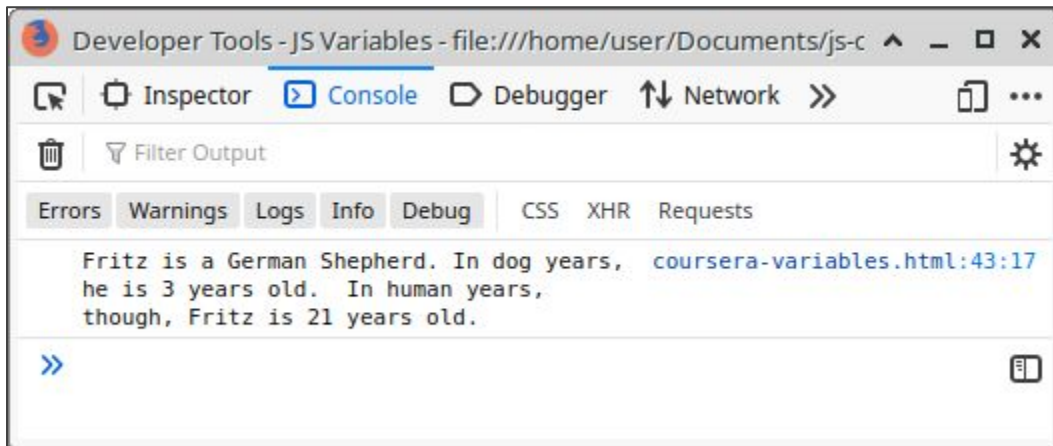 Developer Tools - JS Variables - file:///home/user/Documents/js-c
Inspector Console Debugger Network
Filter Output
Errors Warnings Logs Info Debug CSS XHR Requests
Fritz is a German Shepherd. In dog years, coursera-variables.html:43:17
he is 3 years old.  In human years,
though, Fritz is 21 years old.